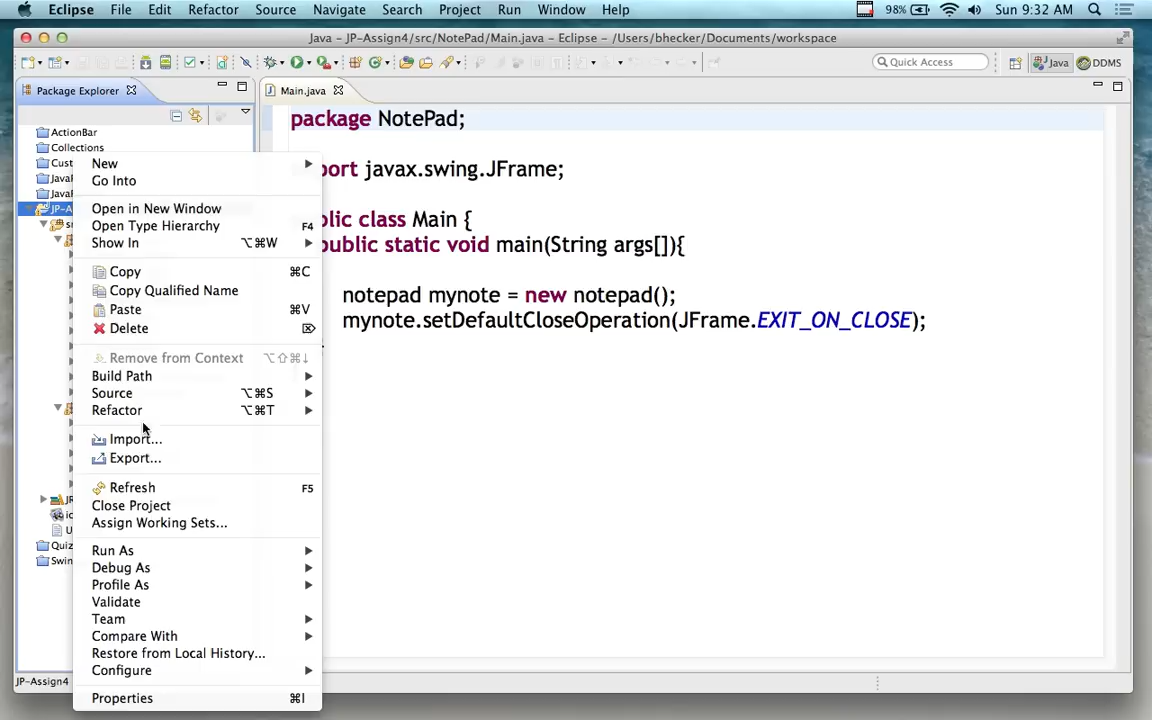 Eclipse File Edit Refactor Source Navigate Search Project Run Window Help 98% Sun 9:32 AM
Java - JP-Assign4/src/NotePad/Main.java - Eclipse - /Users/bhecker/Documents/workspace
Quick Access Java DDMS
Package Explorer Main.java
ActionBar
Collections
New
Go Into
Open in New Window
Open Type Hierarchy F4
Show In ⌥⌘W
Copy ⌘C
Copy Qualified Name
Paste ⌘V
Delete ⌦
Remove from Context ⌥⇧⌘↓
Build Path
Source ⌥⌘S
Refactor ⌥⌘T
Import...
Export...
Refresh F5
Close Project
Assign Working Sets...
Run As
Debug As
Profile As
Validate
Team
Compare With
Restore from Local History...
Configure
Properties ⌘I
package NotePad;
port javax.swing.JFrame;
blic class Main {
public static void main(String args[]){
notepad mynote = new notepad();
mynote.setDefaultCloseOperation(JFrame.EXIT_ON_CLOSE);
JP-Assign4